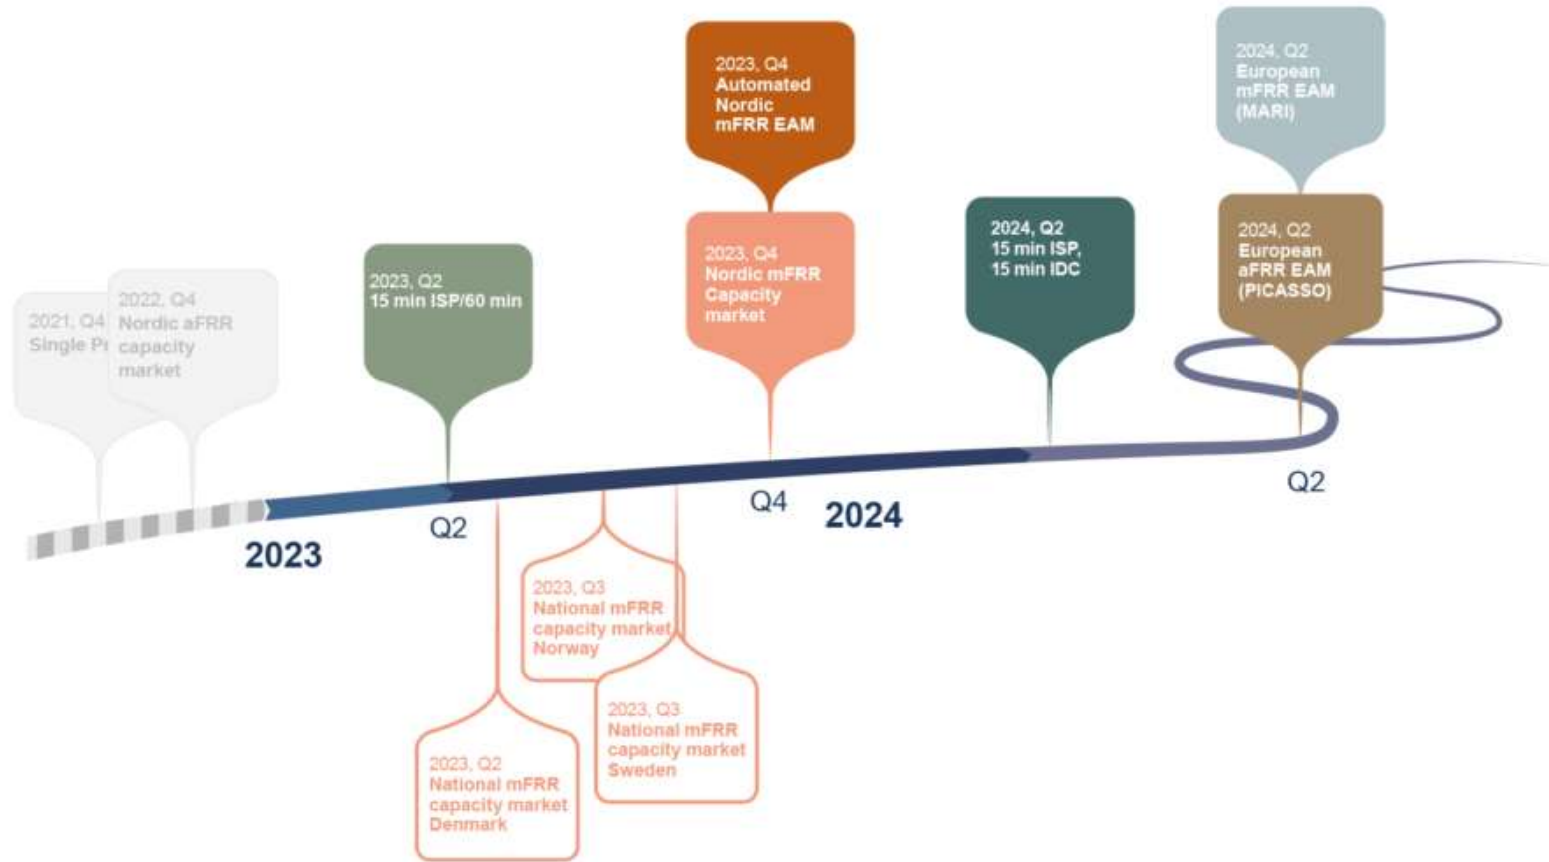 2021, Q4
Single
2022, Q4
Nordic aFRR
capacity
market
2023, Q2
15 min ISP/60 min
2023, Q4
Automated
Nordic
mFRR EAM
2023, Q4
Nordic mFRR
Capacity
market
2024, Q2
15 min ISP,
15 min IDC
2024, Q2
European
mFRR EAM
(MARI)
2024, Q2
European
aFRR EAM
(PICASSO)
2023
Q2
Q4
2024
Q2
2023, Q3
National mFRR
capacity market
Norway
2023, Q3
National mFRR
capacity market
Sweden
2023, Q2
National mFRR
capacity market
Denmark